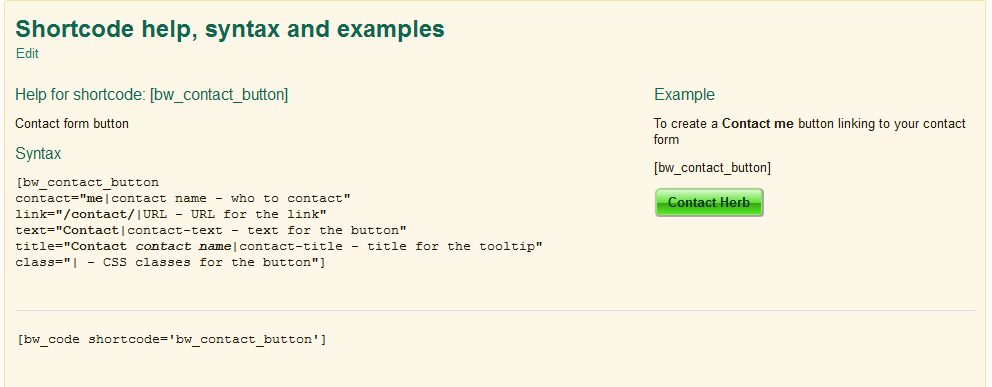 Shortcode help, syntax and examples
Edit
Help for shortcode: [bw_contact_button]
Contact form button
Syntax
[bw_contact_button
contact="me|contact name - who to contact"
link="/contact/|URL - URL for the link"
text="Contact|contact-text - text for the button"
title="Contact contact name|contact-title - title for the tooltip"
class="| - CSS classes for the button"]
Example
To create a Contact me button linking to your contact
form
[bw_contact_button]
Contact Herb
[bw_code shortcode='bw_contact_button']